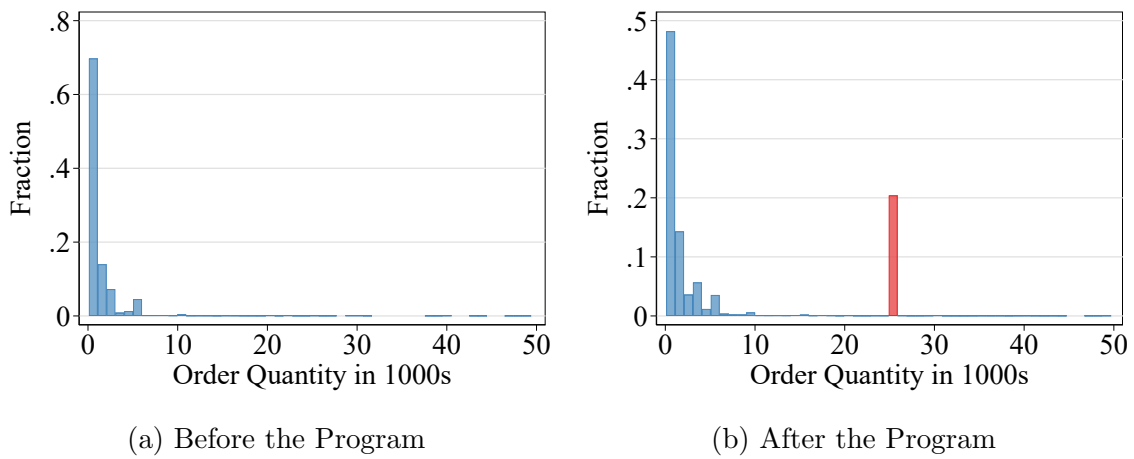 .8
.6
.4
.2
0
Fraction
0 10 20 30 40 50
Order Quantity in 1000s
(a) Before the Program
.5
.4
.3
.2
.1
0
Fraction
0 10 20 30 40 50
Order Quantity in 1000s
(b) After the Program